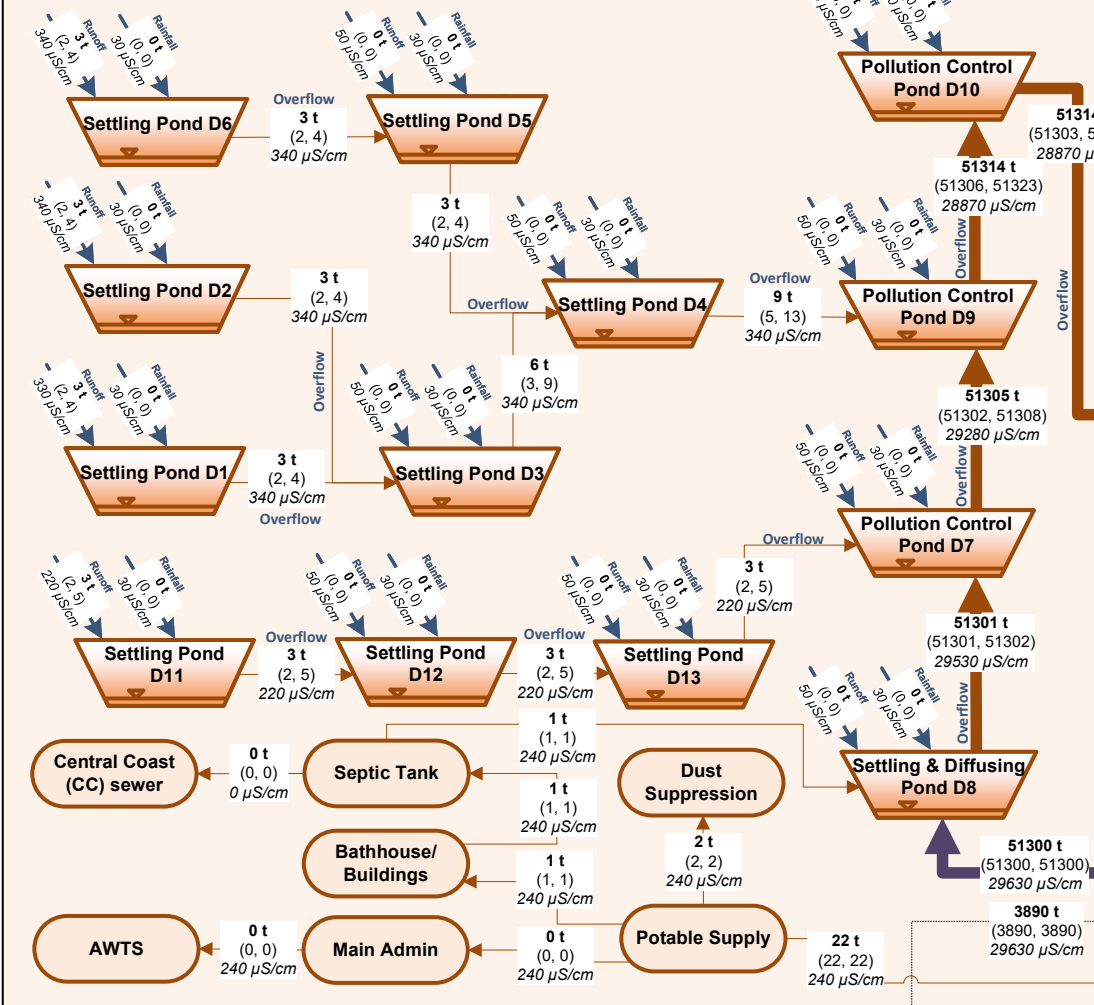 Runoff
3 t
(2, 4)
340 µS/cm
Rainfall
0 t
(0, 0)
30 µS/cm
Settling Pond D6
Overflow
3 t
(2, 4)
340 µS/cm
Runoff
0 t
(0, 0)
50 µS/cm
Rainfall
0 t
(0, 0)
30 µS/cm
Settling Pond D5
3 t
(2, 4)
340 µS/cm
Pollution Control
Pond D10
51314
(51303, 5
28870 µ
51314 t
(51306, 51323)
28870 µS/cm
Overflow
Overflow
Runoff
3 t
(2, 4)
340 µS/cm
Rainfall
0 t
(0, 0)
30 µS/cm
Settling Pond D2
3 t
(2, 4)
340 µS/cm
Overflow
Runoff
0 t
(0, 0)
50 µS/cm
Rainfall
0 t
(0, 0)
30 µS/cm
Overflow
Settling Pond D4
Overflow
9 t
(5, 13)
340 µS/cm
Runoff
0 t
(0, 0)
50 µS/cm
Rainfall
0 t
(0, 0)
30 µS/cm
Pollution Control
Pond D9
Runoff
3 t
(2, 4)
330 µS/cm
Rainfall
0 t
(0, 0)
30 µS/cm
Settling Pond D1
3 t
(2, 4)
340 µS/cm
Overflow
Runoff
0 t
(0, 0)
50 µS/cm
Rainfall
0 t
(0, 0)
30 µS/cm
Settling Pond D3
6 t
(3, 9)
340 µS/cm
51305 t
(51302, 51308)
29280 µS/cm
Overflow
Runoff
0 t
(0, 0)
50 µS/cm
Rainfall
0 t
(0, 0)
30 µS/cm
Pollution Control
Pond D7
Runoff
3 t
(2, 5)
220 µS/cm
Rainfall
0 t
(0, 0)
30 µS/cm
Settling Pond
D11
Overflow
3 t
(2, 5)
220 µS/cm
Runoff
0 t
(0, 0)
50 µS/cm
Rainfall
0 t
(0, 0)
30 µS/cm
Settling Pond
D12
Overflow
3 t
(2, 5)
220 µS/cm
Runoff
0 t
(0, 0)
50 µS/cm
Rainfall
0 t
(0, 0)
30 µS/cm
Settling Pond
D13
Overflow
3 t
(2, 5)
220 µS/cm
51301 t
(51301, 51302)
29530 µS/cm
Overflow
Runoff
0 t
(0, 0)
50 µS/cm
Rainfall
0 t
(0, 0)
30 µS/cm
Settling & Diffusing
Pond D8
Central Coast
(CC) sewer
0 t
(0, 0)
0 µS/cm
Septic Tank
1 t
(1, 1)
240 µS/cm
1 t
(1, 1)
240 µS/cm
Dust
Suppression
Bathhouse/
Buildings
1 t
(1, 1)
240 µS/cm
2 t
(2, 2)
240 µS/cm
51300 t
(51300, 51300)
29630 µS/cm
AWTS
0 t
(0, 0)
240 µS/cm
Main Admin
0 t
(0, 0)
240 µS/cm
Potable Supply
22 t
(22, 22)
240 µS/cm
3890 t
(3890, 3890)
29630 µS/cm